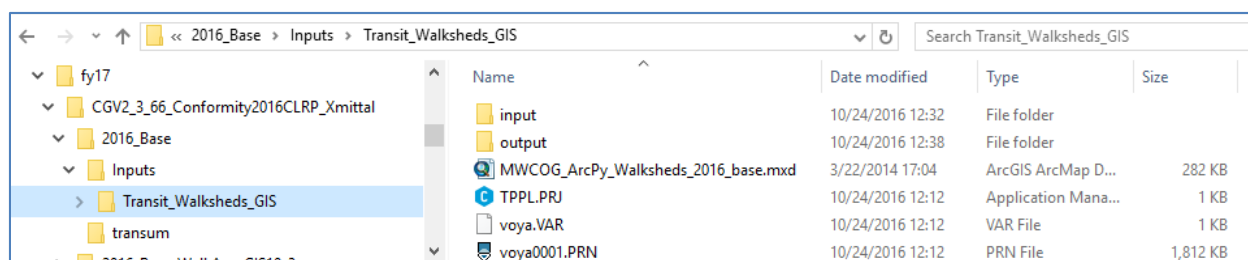 « 2016_Base > Inputs > Transit_Walksheds_GIS
Search Transit_Walksheds_GIS
fy17
CGV2_3_66_Conformity2016CLRP_Xmittal
2016_Base
Inputs
Transit_Walksheds_GIS
transum
Name Date modified Type Size
input 10/24/2016 12:32 File folder
output 10/24/2016 12:38 File folder
MWCOG_ArcPy_Walksheds_2016_base.mxd 3/22/2014 17:04 ArcGIS ArcMap D... 282 KB
TPPL.PRJ 10/24/2016 12:12 Application Mana... 1 KB
voya.VAR 10/24/2016 12:12 VAR File 1 KB
voya0001.PRN 10/24/2016 12:12 PRN File 1,812 KB